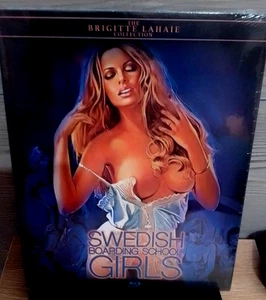 THE
BRIGITTE LAHAIE
COLLECTION
SWEDISH
BOARDING SCHOOL
GIRLS